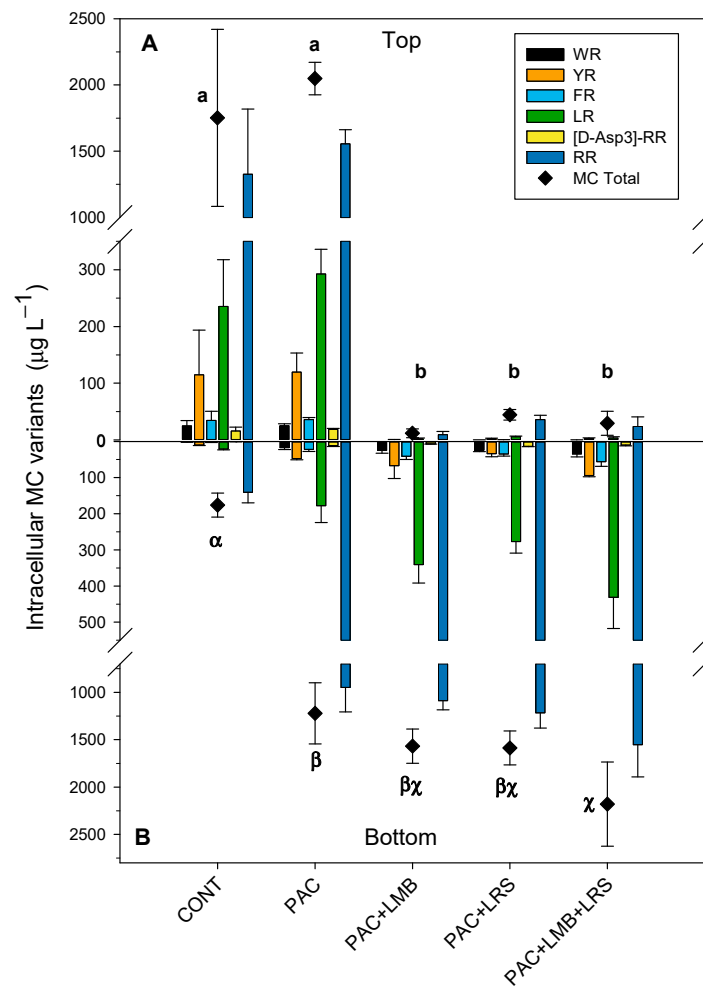 A
Top
2500
2000
1500
1000
a
a
WR
YR
FR
LR
[D-Asp3]-RR
RR
MC Total
Intracellular MC variants (µg L⁻¹)
300
200
100
0
b
b
b
0
100
200
300
400
500
α
1000
1500
2000
2500
β
βχ
βχ
χ
B
Bottom
CONT
PAC
PAC+LMB
PAC+LRS
PAC+LMB+LRS